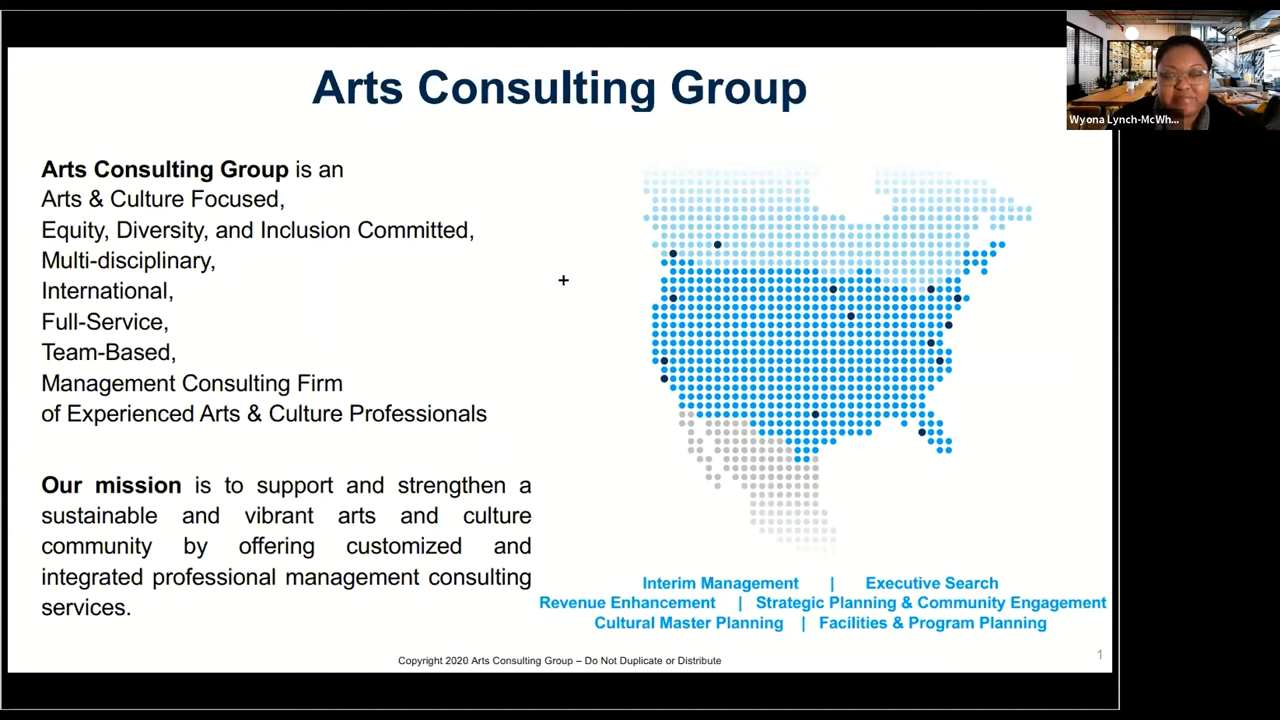 Arts Consulting Group
Wyona Lynch-McWh...
Arts Consulting Group is an
Arts & Culture Focused,
Equity, Diversity, and Inclusion Committed,
Multi-disciplinary,
International,
Full-Service,
Team-Based,
Management Consulting Firm
of Experienced Arts & Culture Professionals
Our mission is to support and strengthen a
sustainable and vibrant arts and culture
community by offering customized and
integrated professional management consulting
services.
Interim Management | Executive Search
Revenue Enhancement | Strategic Planning & Community Engagement
Cultural Master Planning | Facilities & Program Planning
Copyright 2020 Arts Consulting Group – Do Not Duplicate or Distribute
1